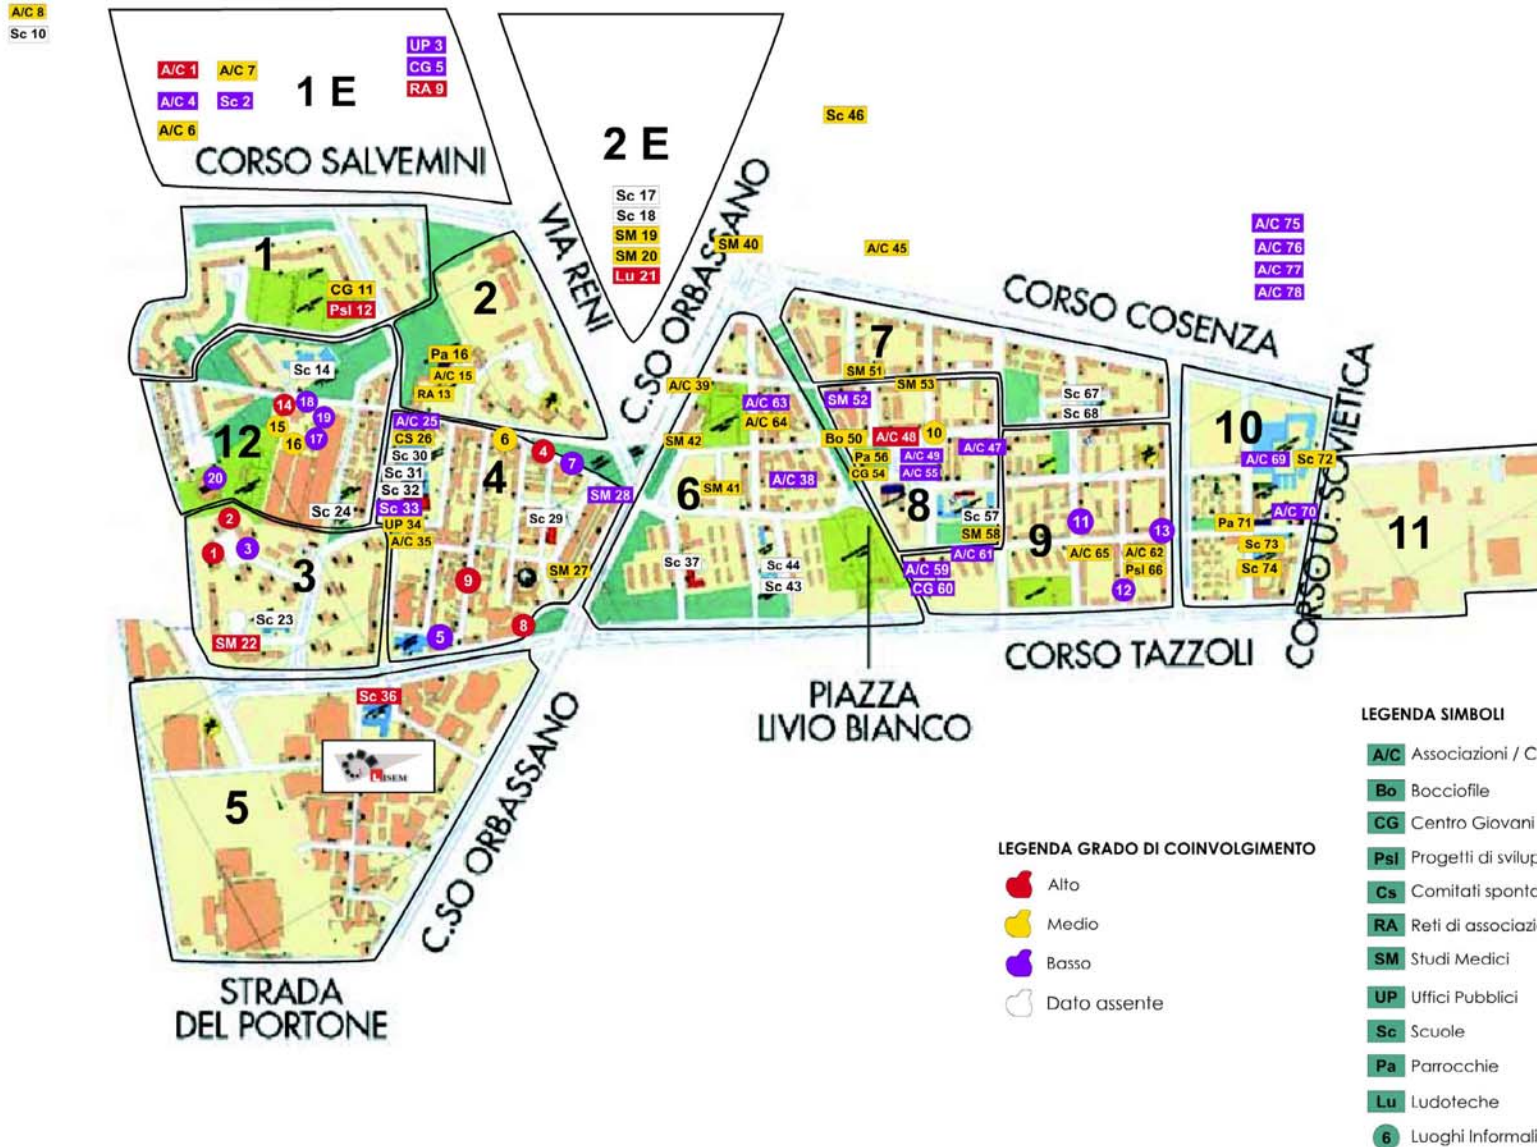 A/C 8
Sc 10
A/C 1
A/C 7
UP 3
CG 5
RA 9
A/C 4
Sc 2
A/C 6
1 E
CORSO SALVEMINI
2 E
Sc 17
Sc 18
SM 19
SM 20
Lu 21
VIA RENI
C.SO ORBASSANO
SM 40
Sc 46
A/C 45
A/C 75
A/C 76
A/C 77
A/C 78
CORSO COSENZA
CORSO U. SOVIETICA
1
CG 11
Psl 12
2
Pa 16
A/C 15
RA 13
Sc 14
14
18
19
15
16
17
12
20
Sc 24
2
1
3
3
Sc 23
SM 22
A/C 25
CS 26
Sc 30
Sc 31
Sc 32
Sc 33
UP 34
A/C 35
6
4
7
4
SM 28
Sc 29
SM 27
9
8
5
A/C 39
A/C 63
A/C 64
SM 42
SM 41
A/C 38
6
Sc 37
Sc 44
Sc 43
7
SM 51
SM 53
SM 52
Sc 67
Sc 68
Bo 50
A/C 48
10
A/C 47
Pa 56
A/C 49
CG 54
A/C 55
8
Sc 57
SM 58
A/C 61
A/C 59
CG 60
9
11
13
A/C 65
A/C 62
Psl 66
12
10
A/C 69
Sc 72
A/C 70
Pa 71
Sc 73
Sc 74
11
CORSO TAZZOLI
PIAZZA
LIVIO BIANCO
Sc 36
LISEM
5
C.SO ORBASSANO
STRADA
DEL PORTONE
LEGENDA GRADO DI COINVOLGIMENTO
Alto
Medio
Basso
Dato assente
LEGENDA SIMBOLI
A/C Associazioni / C
Bo Bocciofile
CG Centro Giovani
Psl Progetti di svilup
Cs Comitati sponta
RA Reti di associazi
SM Studi Medici
UP Uffici Pubblici
Sc Scuole
Pa Parrocchie
Lu Ludoteche
6 Luoghi Informali